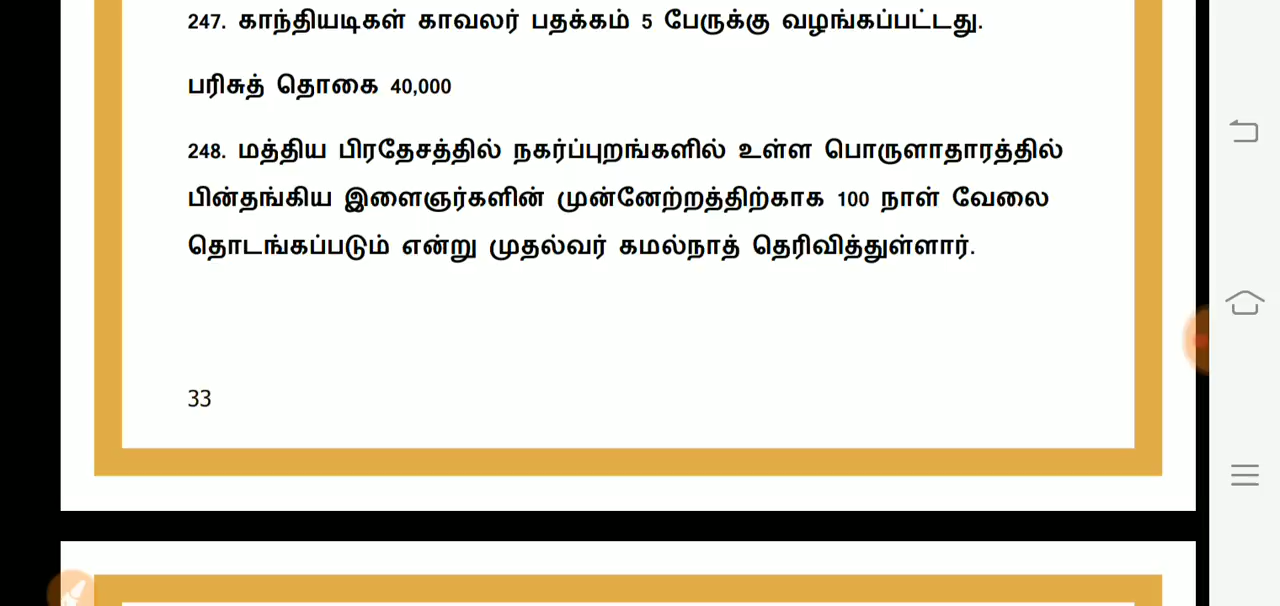 247. காந்தியடிகள் காவலர் பதக்கம் 5 பேருக்கு வழங்கப்பட்டது.
பரிசுத் தொகை 40,000
248. மத்திய பிரதேசத்தில் நகர்ப்புறங்களில் உள்ள பொருளாதாரத்தில்
பின்தங்கிய இளைஞர்களின் முன்னேற்றத்திற்காக 100 நாள் வேலை
தொடங்கப்படும் என்று முதல்வர் கமல்நாத் தெரிவித்துள்ளார்.
33